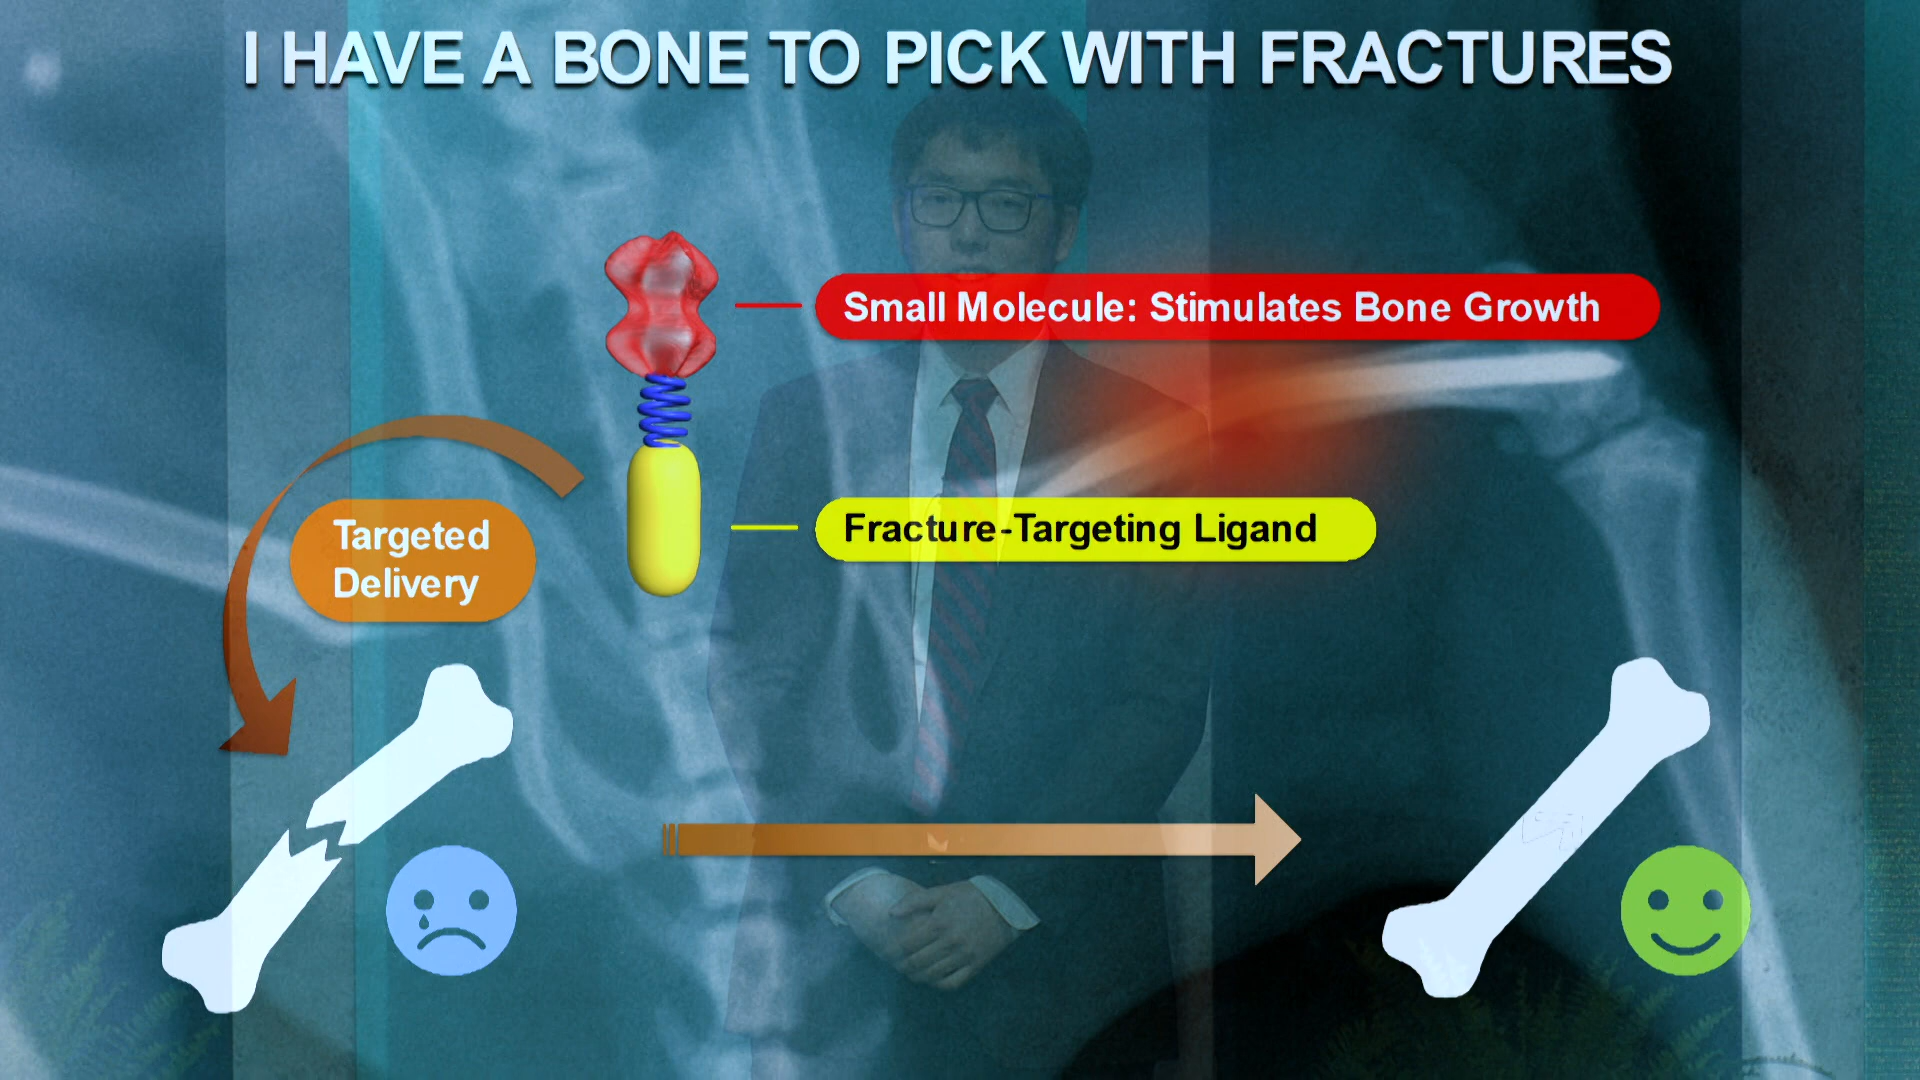 I HAVE A BONE TO PICK WITH FRACTURES
Small Molecule: Stimulates Bone Growth
Fracture-Targeting Ligand
Targeted
Delivery